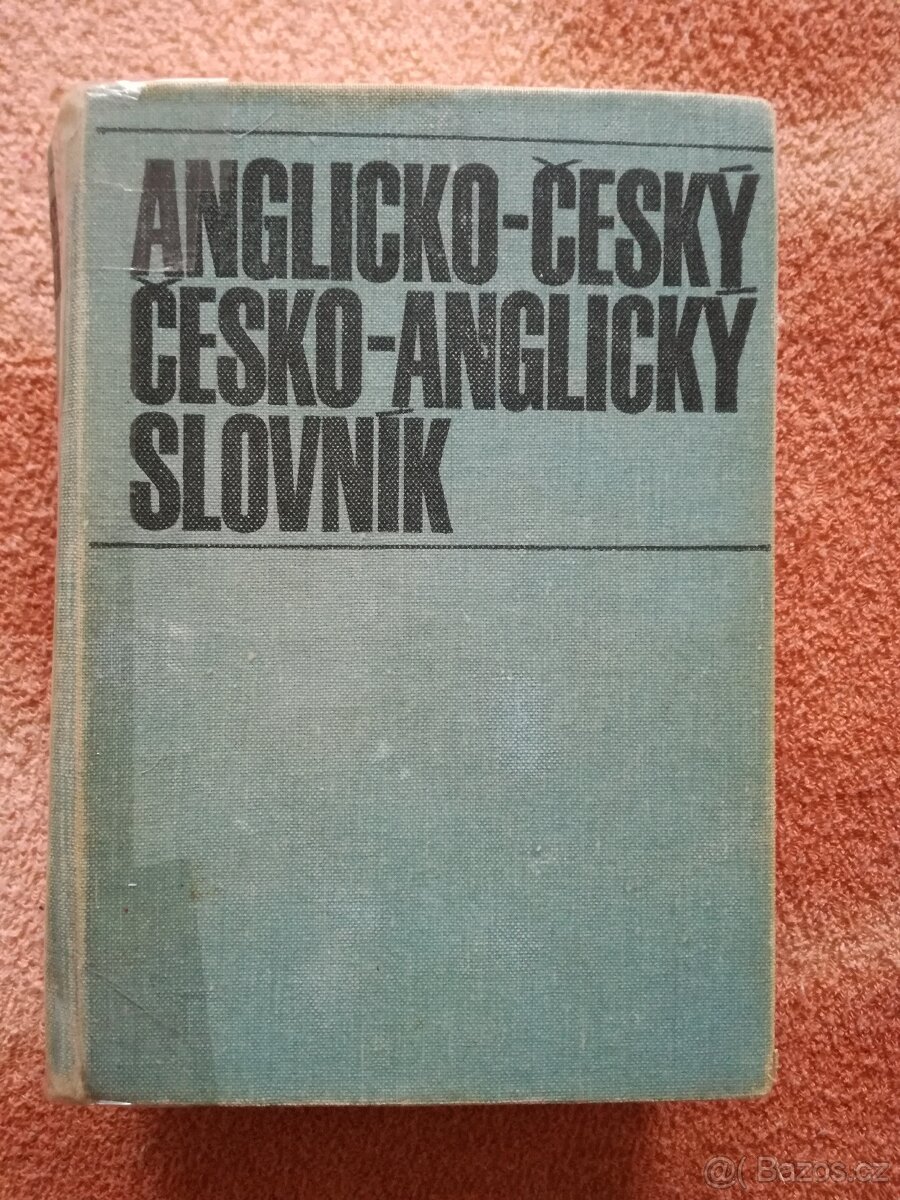 ANGLICKO-ČESKÝ
ČESKO-ANGLICKÝ
SLOVNÍK
@( Bazos.cz